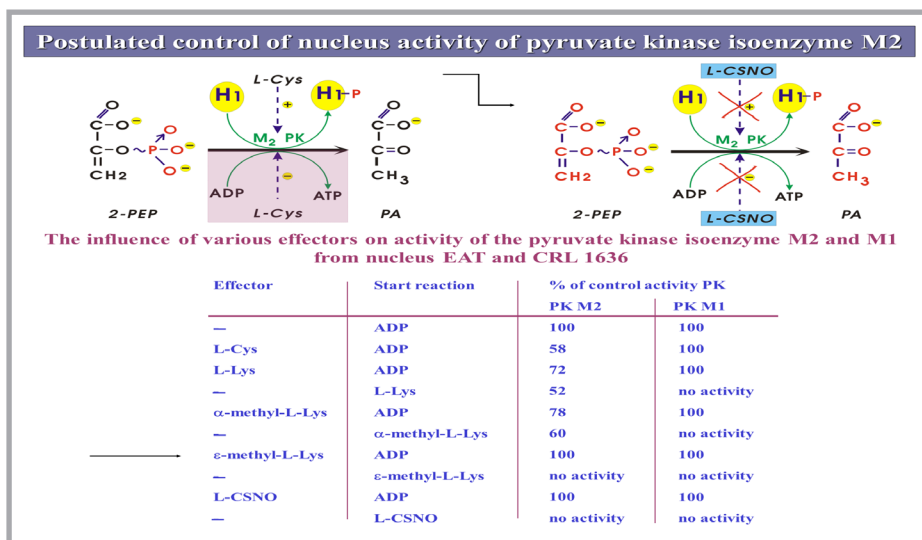 Postulated control of nucleus activity of pyruvate kinase isoenzyme M2
L-Cys
L-CSNO
H1
H1-P
H1
H1-P
+
+
O
C-O⁻
C-O~P
O
O⁻
O⁻
CH2
M2 PK
O
C-O⁻
C=O
CH3
O
C-O⁻
C-O~P
O
O⁻
O⁻
CH2
M2 PK
O
C-O⁻
C=O
CH3
ADP
−
ATP
ADP
−
ATP
2-PEP
L-Cys
PA
2-PEP
L-CSNO
PA
The influence of various effectors on activity of the pyruvate kinase isoenzyme M2 and M1
from nucleus EAT and CRL 1636
Effector Start reaction % of control activity PK
PK M2 PK M1
— ADP 100 100
L-Cys ADP 58 100
L-Lys ADP 72 100
— L-Lys 52 no activity
α-methyl-L-Lys ADP 78 100
— α-methyl-L-Lys 60 no activity
ε-methyl-L-Lys ADP 100 100
— ε-methyl-L-Lys no activity no activity
L-CSNO ADP 100 100
— L-CSNO no activity no activity